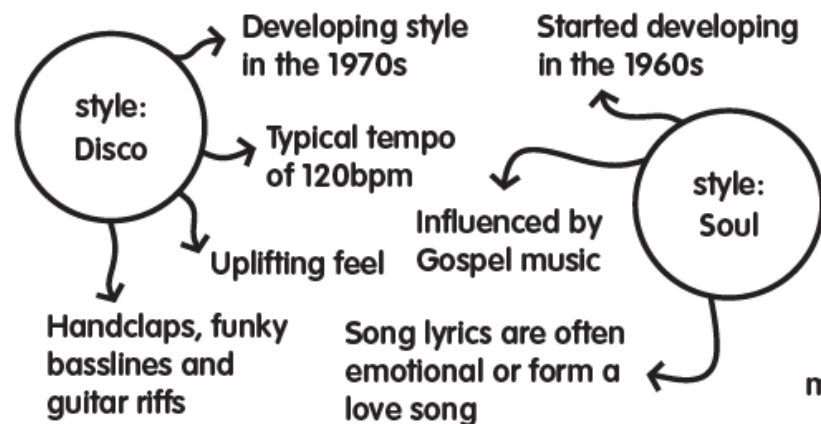 style:
Disco
Developing style
in the 1970s
Typical tempo
of 120bpm
Uplifting feel
Handclaps, funky
basslines and
guitar riffs
style:
Soul
Started developing
in the 1960s
Influenced by
Gospel music
Song lyrics are often
emotional or form a
love song